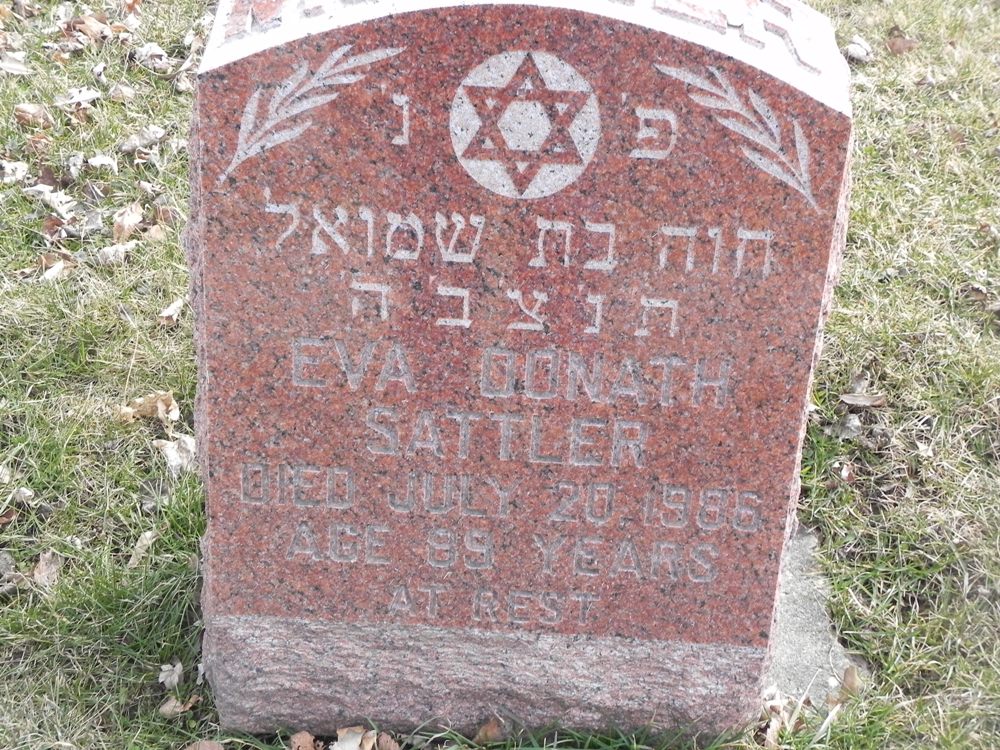 פ' נ'
חוה בת שמואל
ת'נ'צ'ב'ה'
EVA DONATH
SATTLER
DIED JULY 20, 1986
AGE 89 YEARS
AT REST